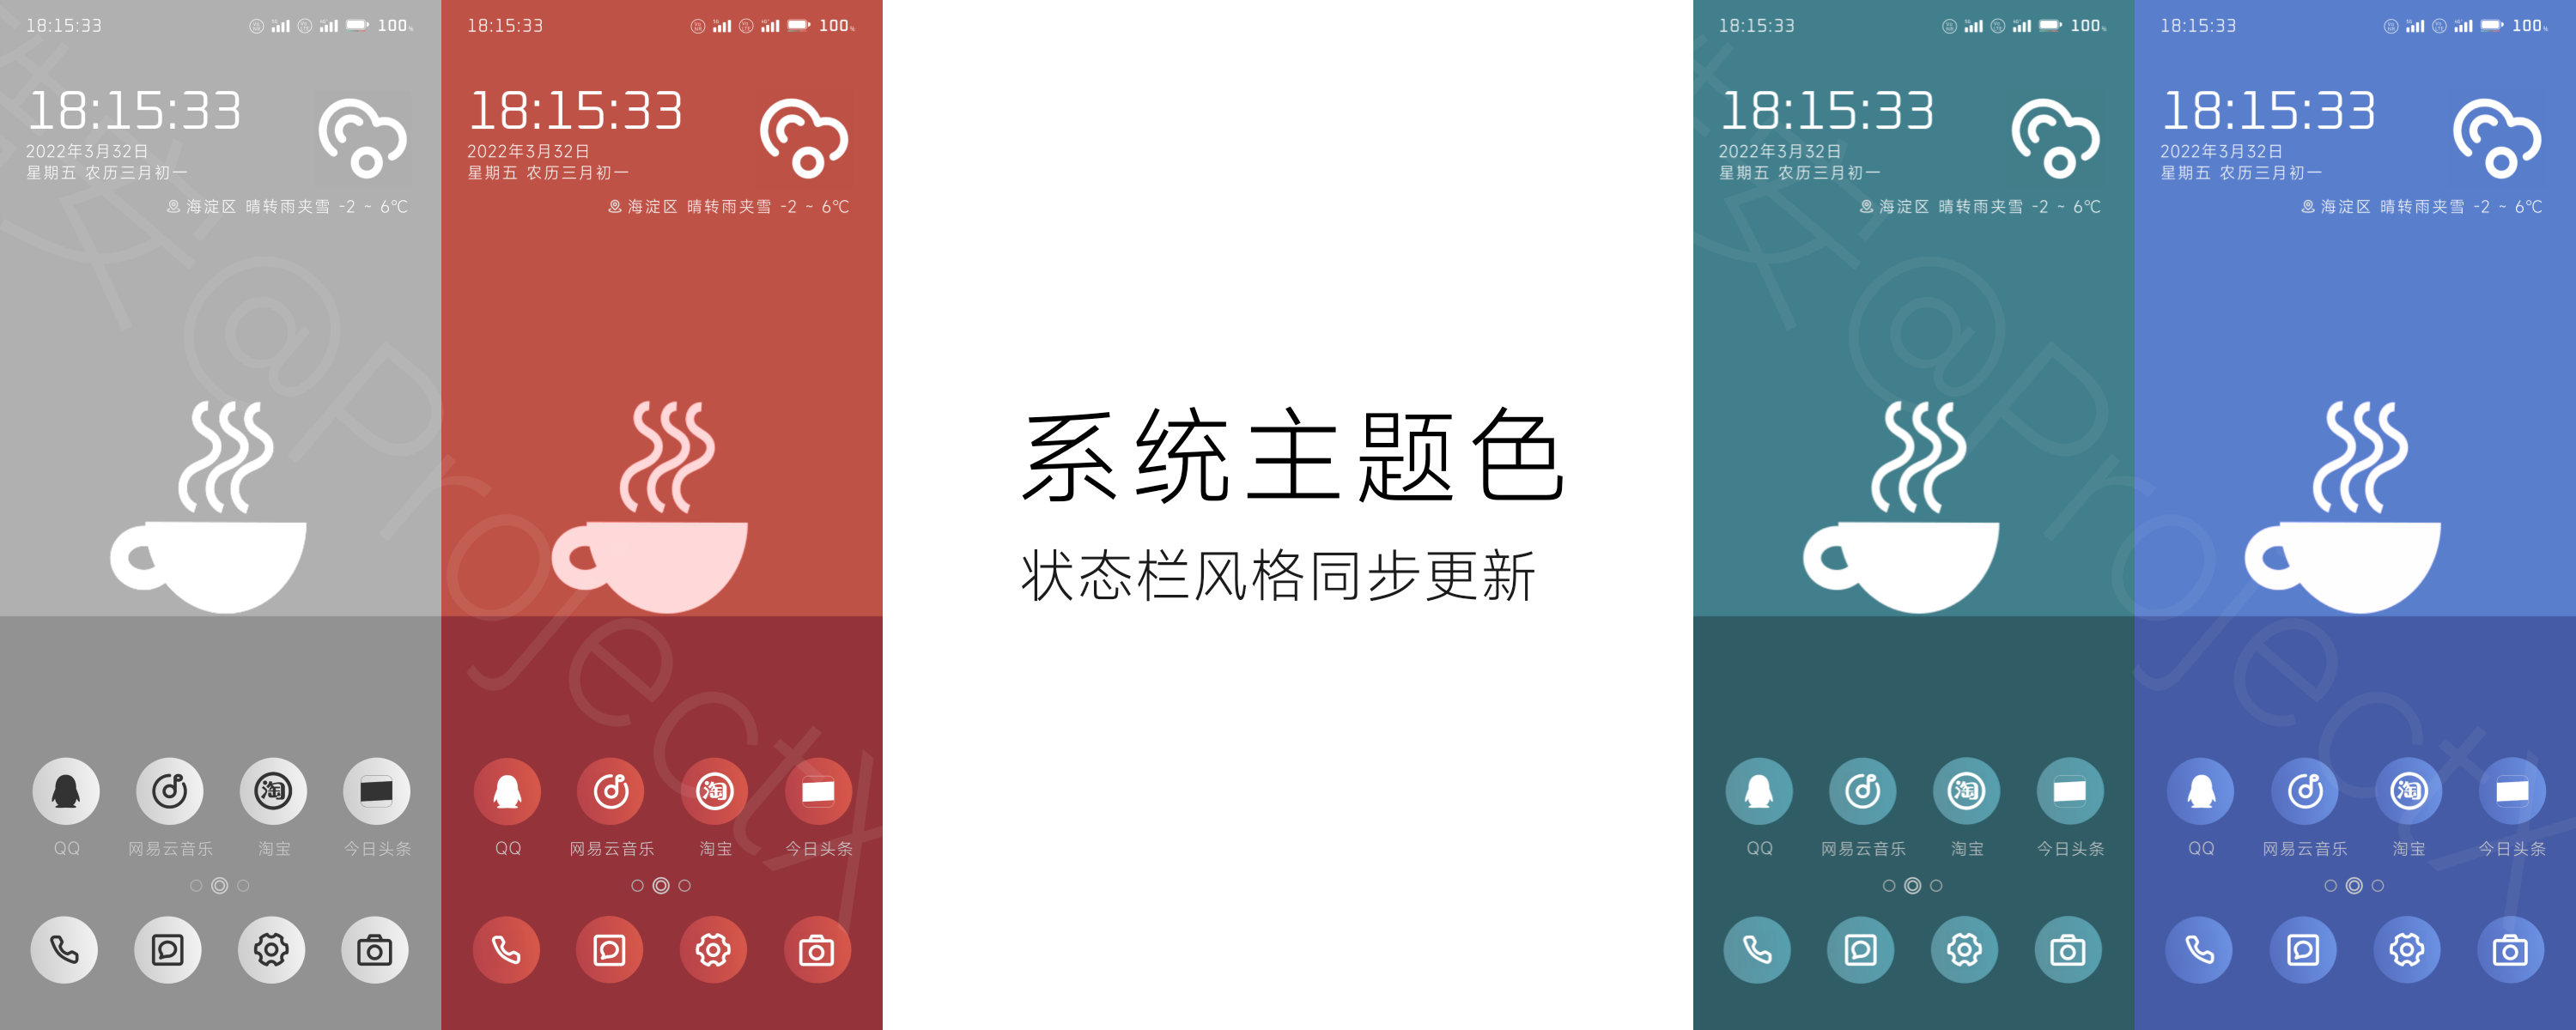 18:15:33 100%
18:15:33
2022年3月32日
星期五 农历三月初一
海淀区 晴转雨夹雪 -2 ~ 6℃
QQ 网易云音乐 淘宝 今日头条
18:15:33 100%
18:15:33
2022年3月32日
星期五 农历三月初一
海淀区 晴转雨夹雪 -2 ~ 6℃
淘
QQ 网易云音乐 淘宝 今日头条
系统主题色
状态栏风格同步更新
18:15:33 100%
18:15:33
2022年3月32日
星期五 农历三月初一
海淀区 晴转雨夹雪 -2 ~ 6℃
淘
QQ 网易云音乐 淘宝 今日头条
18:15:33 100%
18:15:33
2022年3月32日
星期五 农历三月初一
海淀区 晴转雨夹雪 -2 ~ 6℃
淘
QQ 网易云音乐 淘宝 今日头条
@ProjectX
@ProjectX